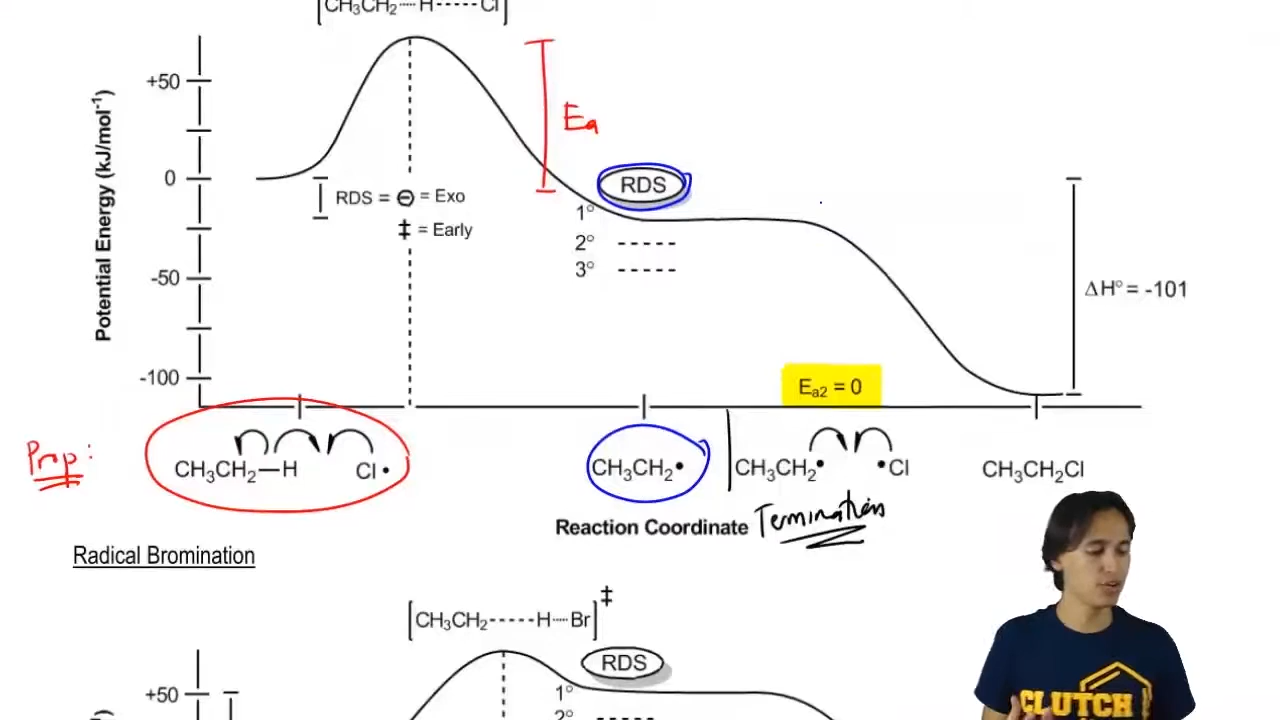 [CH₃CH₂┈┈H-----Cl]
+50
Ea
0
RDS
RDS = ⊖ = Exo
1°
‡ = Early
2° -----
3° -----
-50
ΔH° = -101
-100
Eₐ₂ = 0
Potential Energy (kJ/mol⁻¹)
Prop:
CH₃CH₂—H Cl•
CH₃CH₂•
CH₃CH₂• •Cl
CH₃CH₂Cl
Reaction Coordinate
Termination
Radical Bromination
[CH₃CH₂-----H┈┈Br]‡
RDS
+50
1°
2° -----
CLUTCH